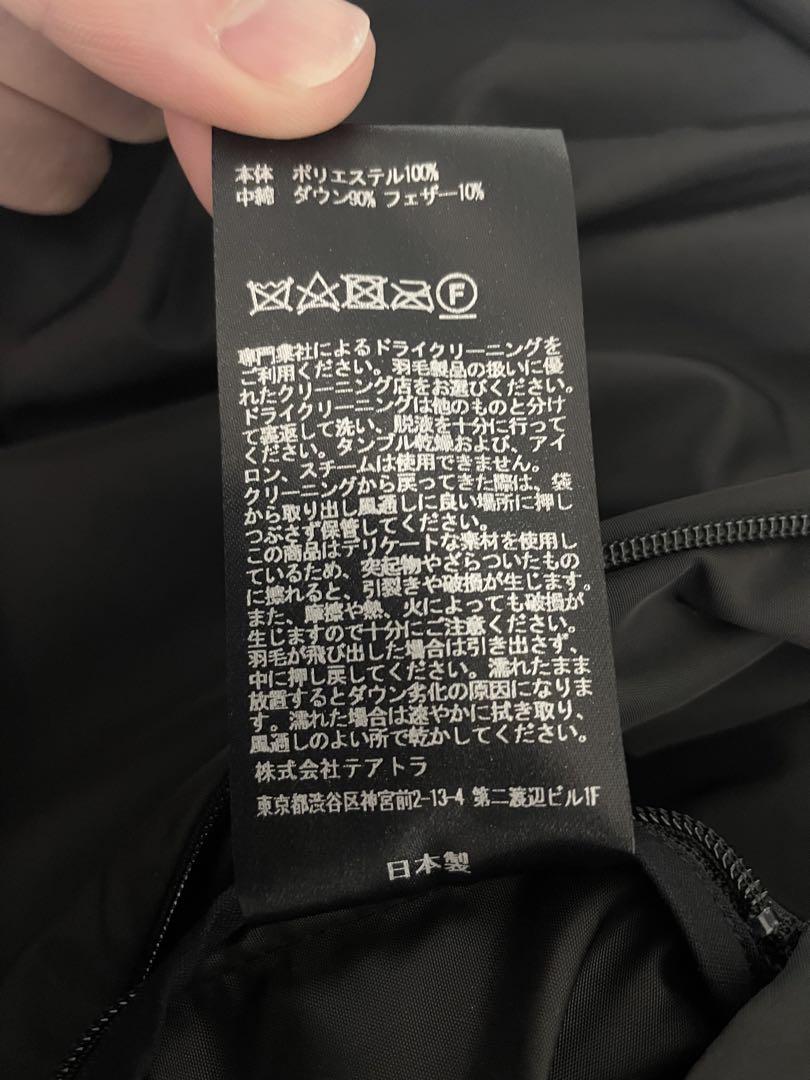 本体 ポリエステル100%
中綿 ダウン90% フェザー10%
F
専門業社によるドライクリーニングを
ご利用ください。羽毛製品の扱いに優
れたクリーニング店をお選びください。
ドライクリーニングは他のものと分け
て裏返して洗い、脱液を十分に行って
ください。タンブル乾燥および、アイ
ロン、スチームは使用できません。
クリーニングから戻ってきた際は、袋
から取り出し風通しに良い場所に押し
つぶさず保管してください。
この商品はデリケートな素材を使用し
ているため、突起物やざらついたもの
に擦れると、引裂きや破損が生じます。
また、摩擦や熱、火によっても破損が
生じますので十分にご注意ください。
羽毛が飛び出した場合は引き出さず、
中に押し戻してください。濡れたまま
放置するとダウン劣化の原因になりま
す。濡れた場合は速やかに拭き取り、
風通しのよい所で乾かしてください。
株式会社テアトラ
東京都渋谷区神宮前2-13-4 第二渡辺ビル1F
日本製